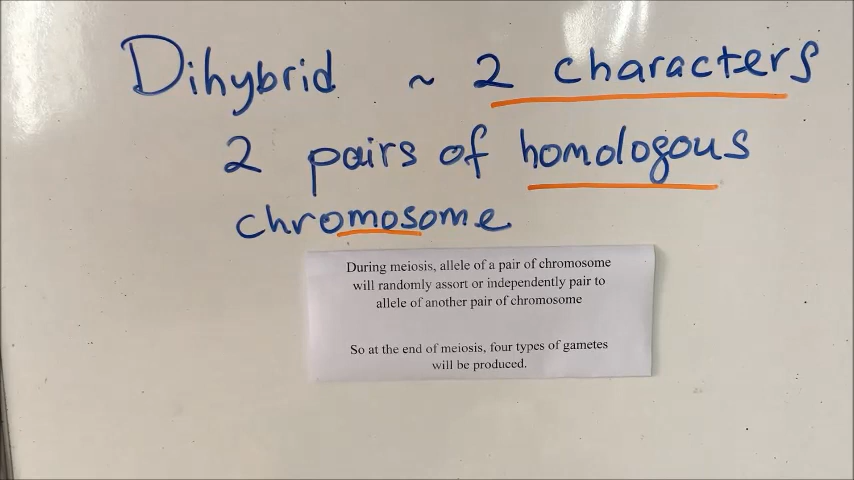 Dihybrid ~ 2 characters
2 pairs of homologous
chromosome
During meiosis, allele of a pair of chromosome
will randomly assort or independently pair to
allele of another pair of chromosome
So at the end of meiosis, four types of gametes
will be produced.